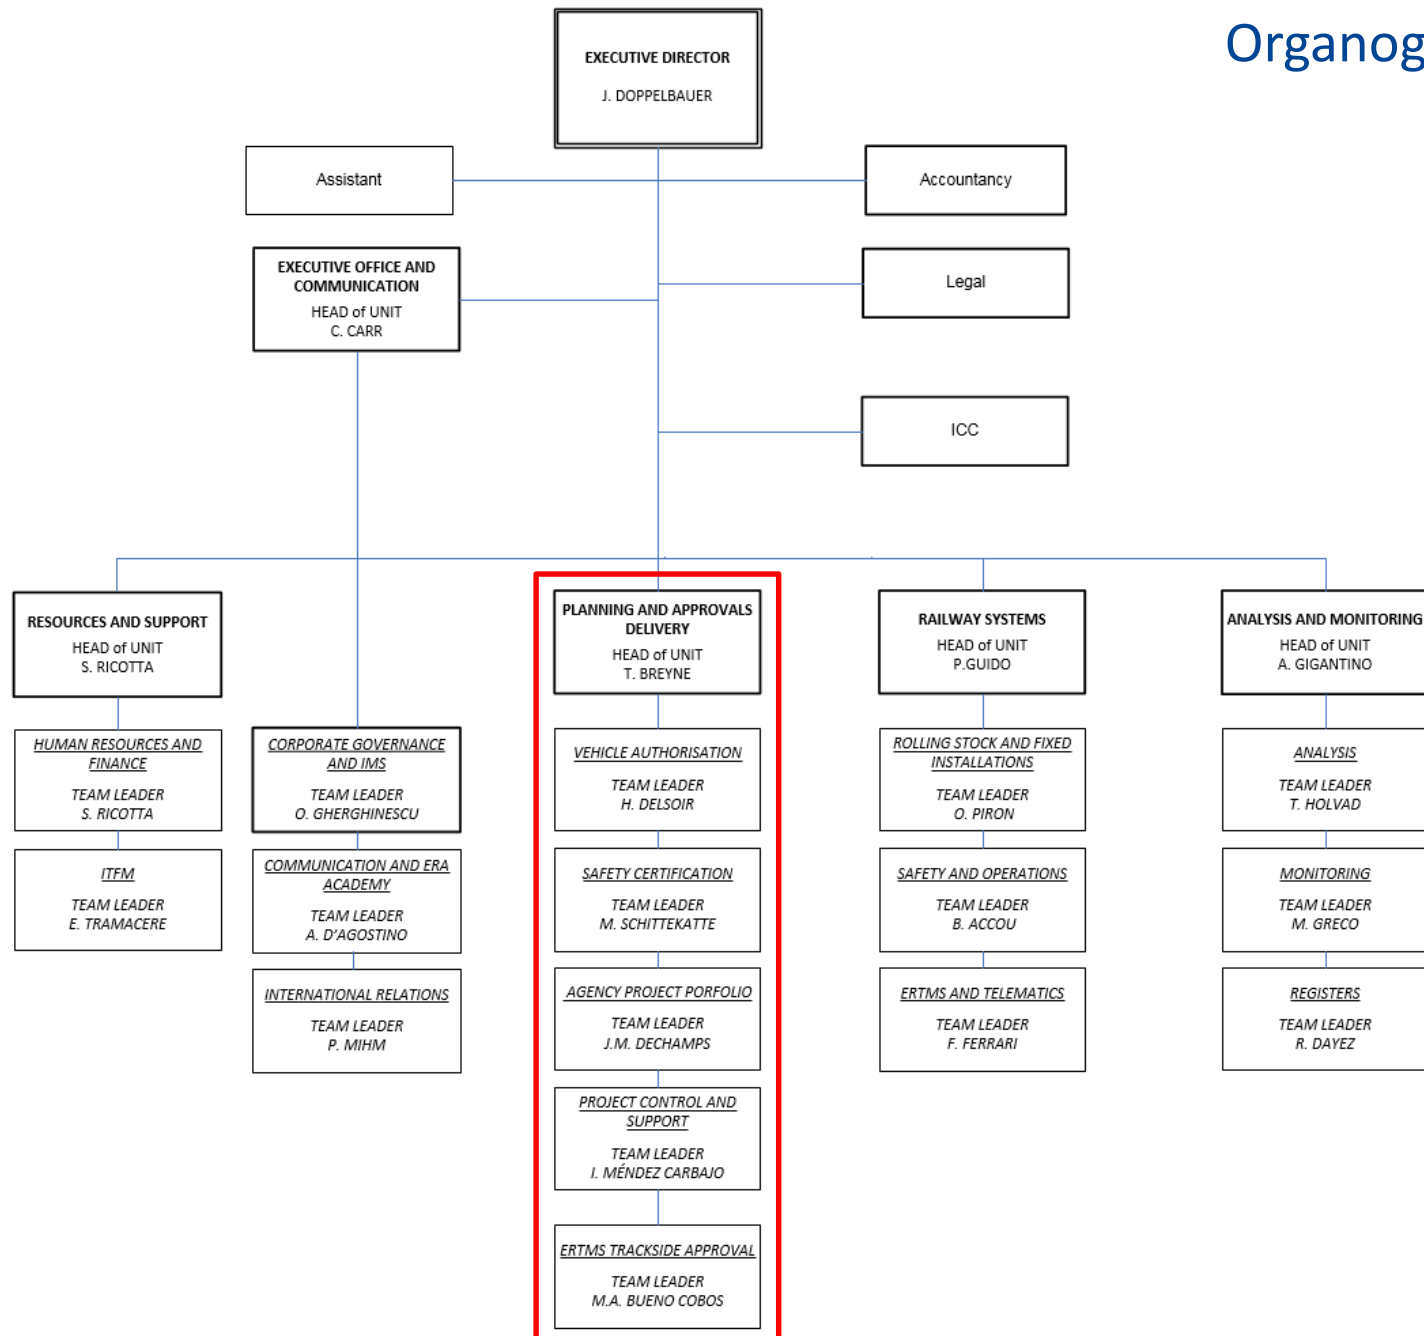 Organog
EXECUTIVE DIRECTOR
J. DOPPELBAUER
Assistant
Accountancy
EXECUTIVE OFFICE AND
COMMUNICATION
HEAD of UNIT
C. CARR
Legal
ICC
RESOURCES AND SUPPORT
HEAD of UNIT
S. RICOTTA
HUMAN RESOURCES AND
FINANCE
TEAM LEADER
S. RICOTTA
ITFM
TEAM LEADER
E. TRAMACERE
CORPORATE GOVERNANCE
AND IMS
TEAM LEADER
O. GHERGHINESCU
COMMUNICATION AND ERA
ACADEMY
TEAM LEADER
A. D'AGOSTINO
INTERNATIONAL RELATIONS
TEAM LEADER
P. MIHM
PLANNING AND APPROVALS
DELIVERY
HEAD of UNIT
T. BREYNE
VEHICLE AUTHORISATION
TEAM LEADER
H. DELSOIR
SAFETY CERTIFICATION
TEAM LEADER
M. SCHITTEKATTE
AGENCY PROJECT PORFOLIO
TEAM LEADER
J.M. DECHAMPS
PROJECT CONTROL AND
SUPPORT
TEAM LEADER
I. MÉNDEZ CARBAJO
ERTMS TRACKSIDE APPROVAL
TEAM LEADER
M.A. BUENO COBOS
RAILWAY SYSTEMS
HEAD of UNIT
P.GUIDO
ROLLING STOCK AND FIXED
INSTALLATIONS
TEAM LEADER
O. PIRON
SAFETY AND OPERATIONS
TEAM LEADER
B. ACCOU
ERTMS AND TELEMATICS
TEAM LEADER
F. FERRARI
ANALYSIS AND MONITORING
HEAD of UNIT
A. GIGANTINO
ANALYSIS
TEAM LEADER
T. HOLVAD
MONITORING
TEAM LEADER
M. GRECO
REGISTERS
TEAM LEADER
R. DAYEZ